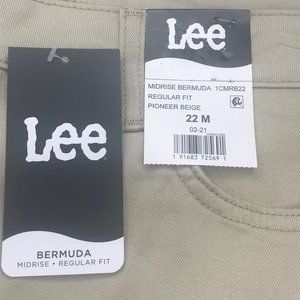 Lee
BERMUDA
MIDRISE • REGULAR FIT
Lee
MIDRISE BERMUDA 1CMRB22
REGULAR FIT
PIONEER BEIGE
22 M
02-21
1 91683 72569 1